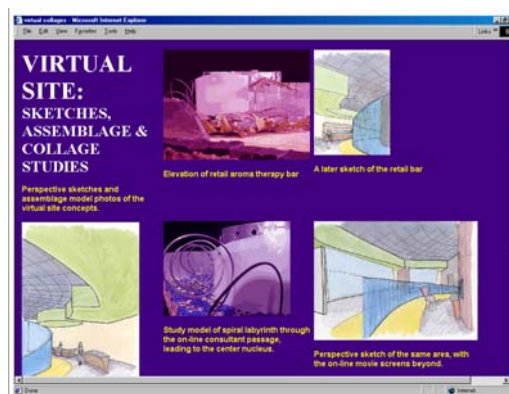 virtual collages - Microsoft Internet Explorer
File Edit View Favorites Tools Help
Links
VIRTUAL
SITE:
SKETCHES,
ASSEMBLAGE &
COLLAGE
STUDIES
Perspective sketches and
assemblage model photos of the
virtual site concepts.
Elevation of retail aroma therapy bar
A later sketch of the retail bar
Study model of spiral labyrinth through
the on-line consultant passage,
leading to the center nucleus.
Perspective sketch of the same area, with
the on-line movie screens beyond.
Done
Internet